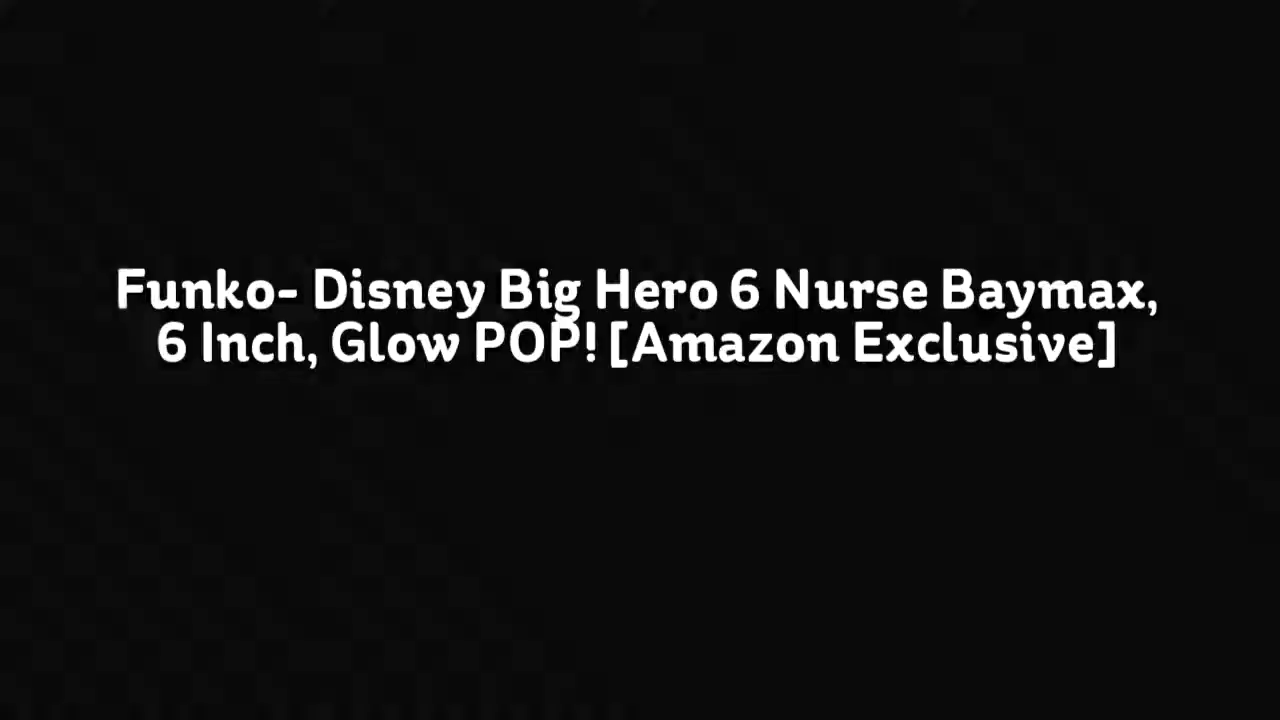 Funko- Disney Big Hero 6 Nurse Baymax,
6 Inch, Glow POP! [Amazon Exclusive]